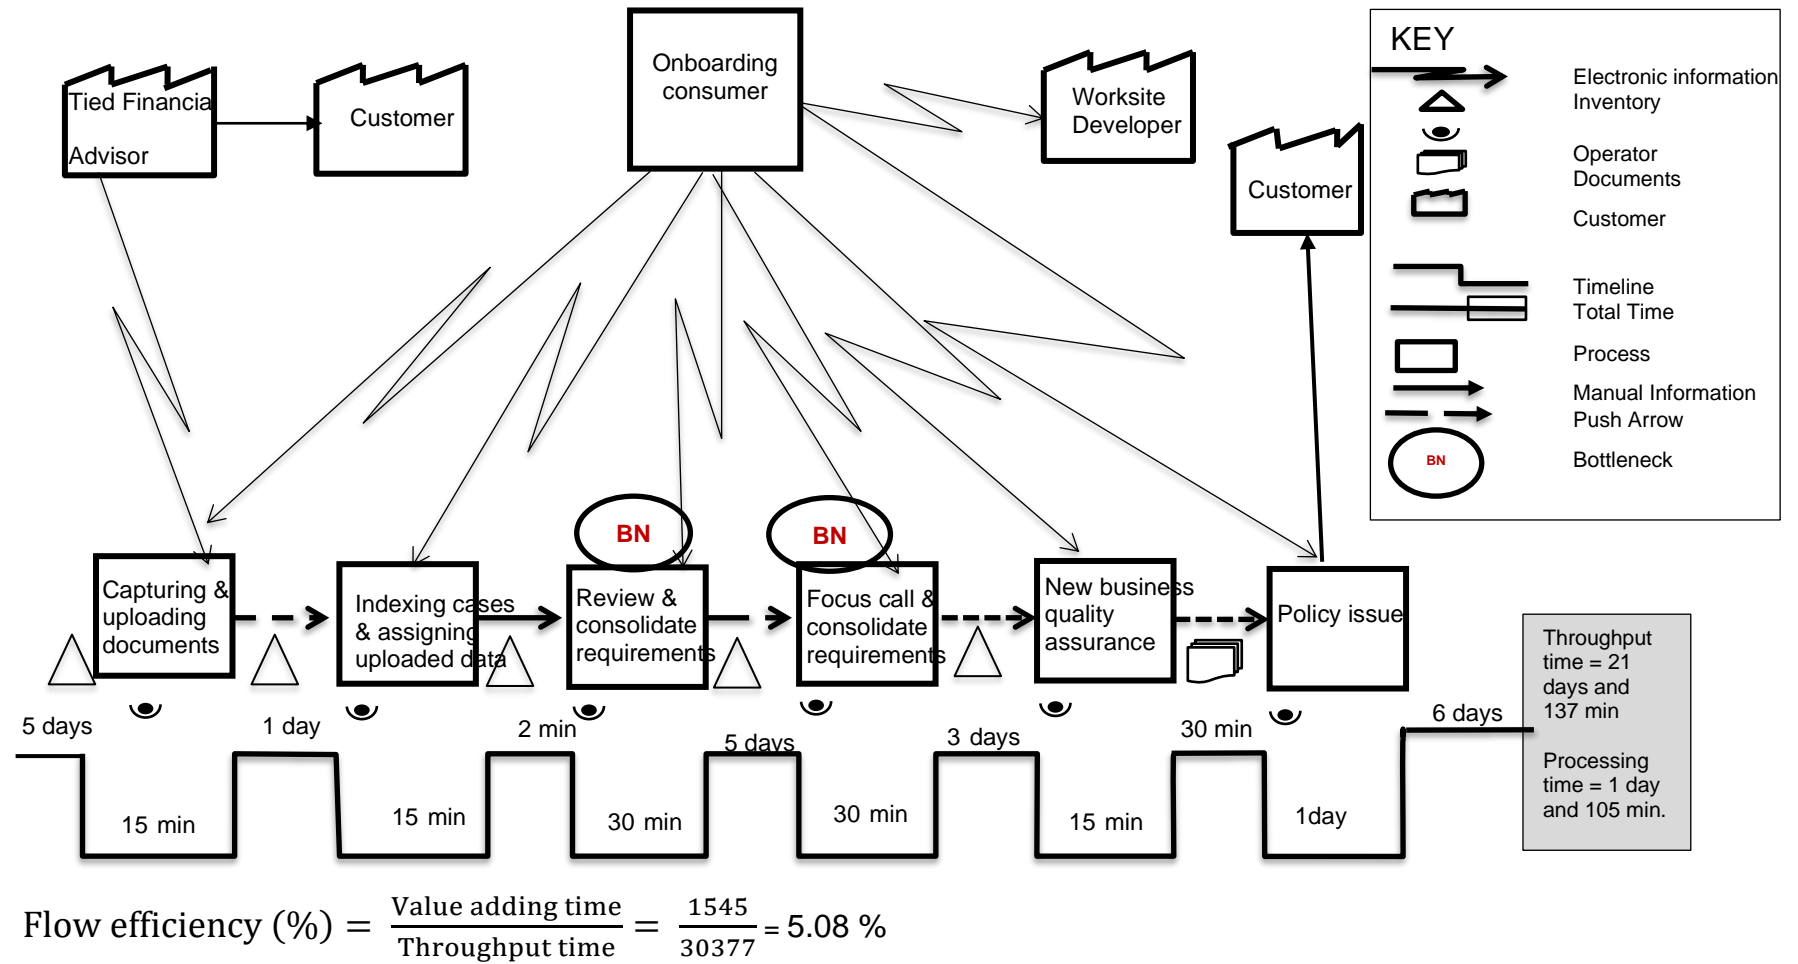 Tied Financia
Advisor
Customer
Onboarding
consumer
Worksite
Developer
Customer
KEY
Electronic information
Inventory
Operator
Documents
Customer
Timeline
Total Time
Process
Manual Information
Push Arrow
BN
Bottleneck
BN
BN
Capturing &
uploading
documents
Indexing cases
& assigning
uploaded data
Review &
consolidate
requirements
Focus call &
consolidate
requirements
New business
quality
assurance
Policy issue
5 days
1 day
2 min
5 days
3 days
30 min
6 days
15 min
15 min
30 min
30 min
15 min
1day
Throughput
time = 21
days and
137 min
Processing
time = 1 day
and 105 min.
Flow efficiency (%) = Value adding time / Throughput time = 1545 / 30377 = 5.08 %